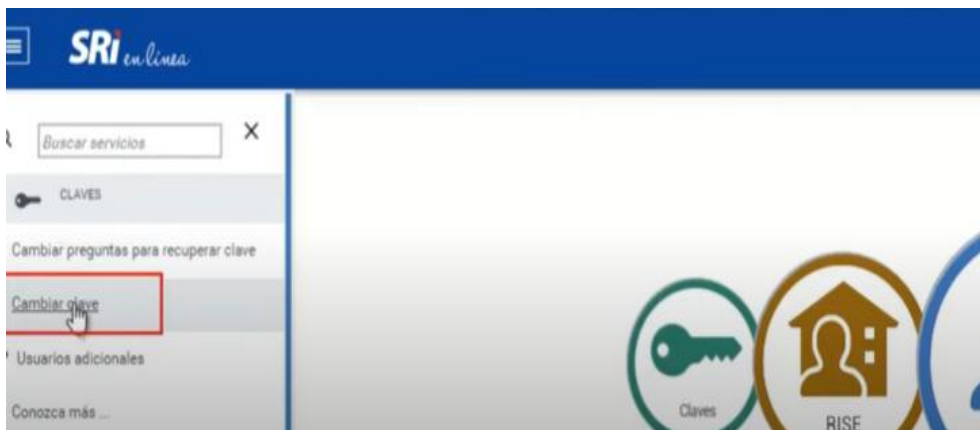 SRi en línea
Buscar servicios
CLAVES
Cambiar preguntas para recuperar clave
Cambiar clave
Usuarios adicionales
Conozca más ...
Claves
RISE